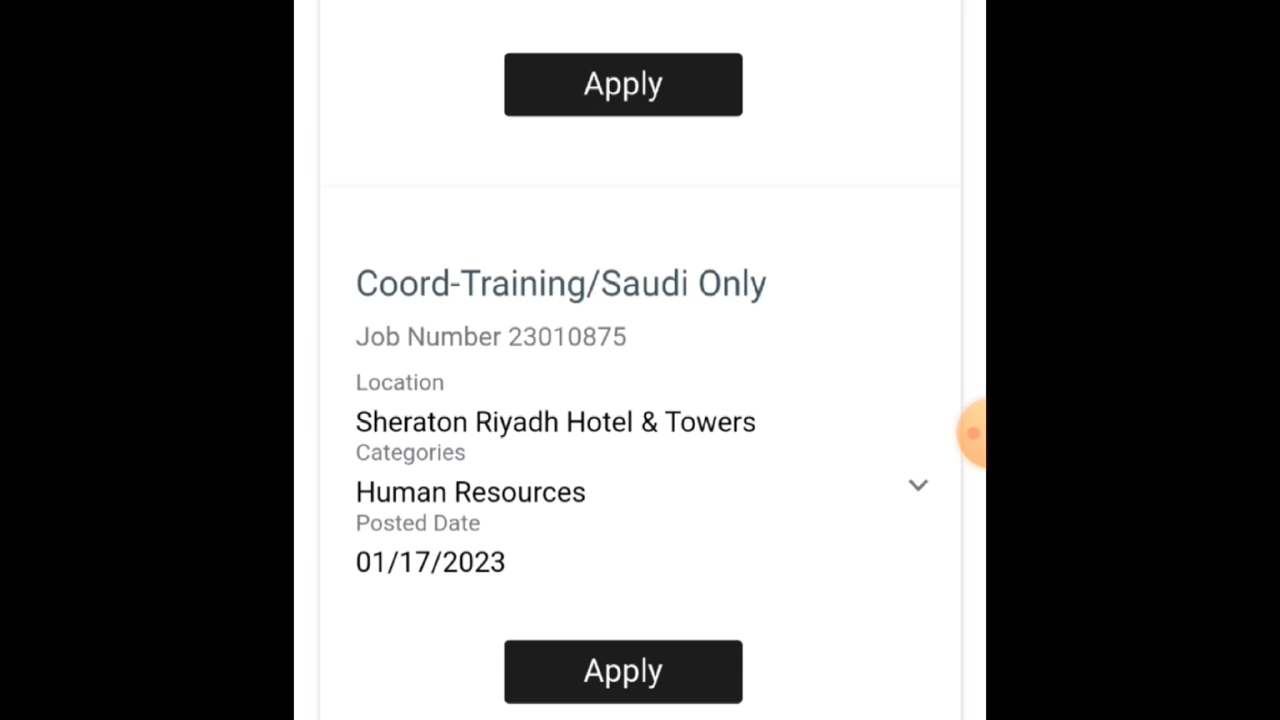 Apply
Coord-Training/Saudi Only
Job Number 23010875
Location
Sheraton Riyadh Hotel & Towers
Categories
Human Resources
Posted Date
01/17/2023
Apply